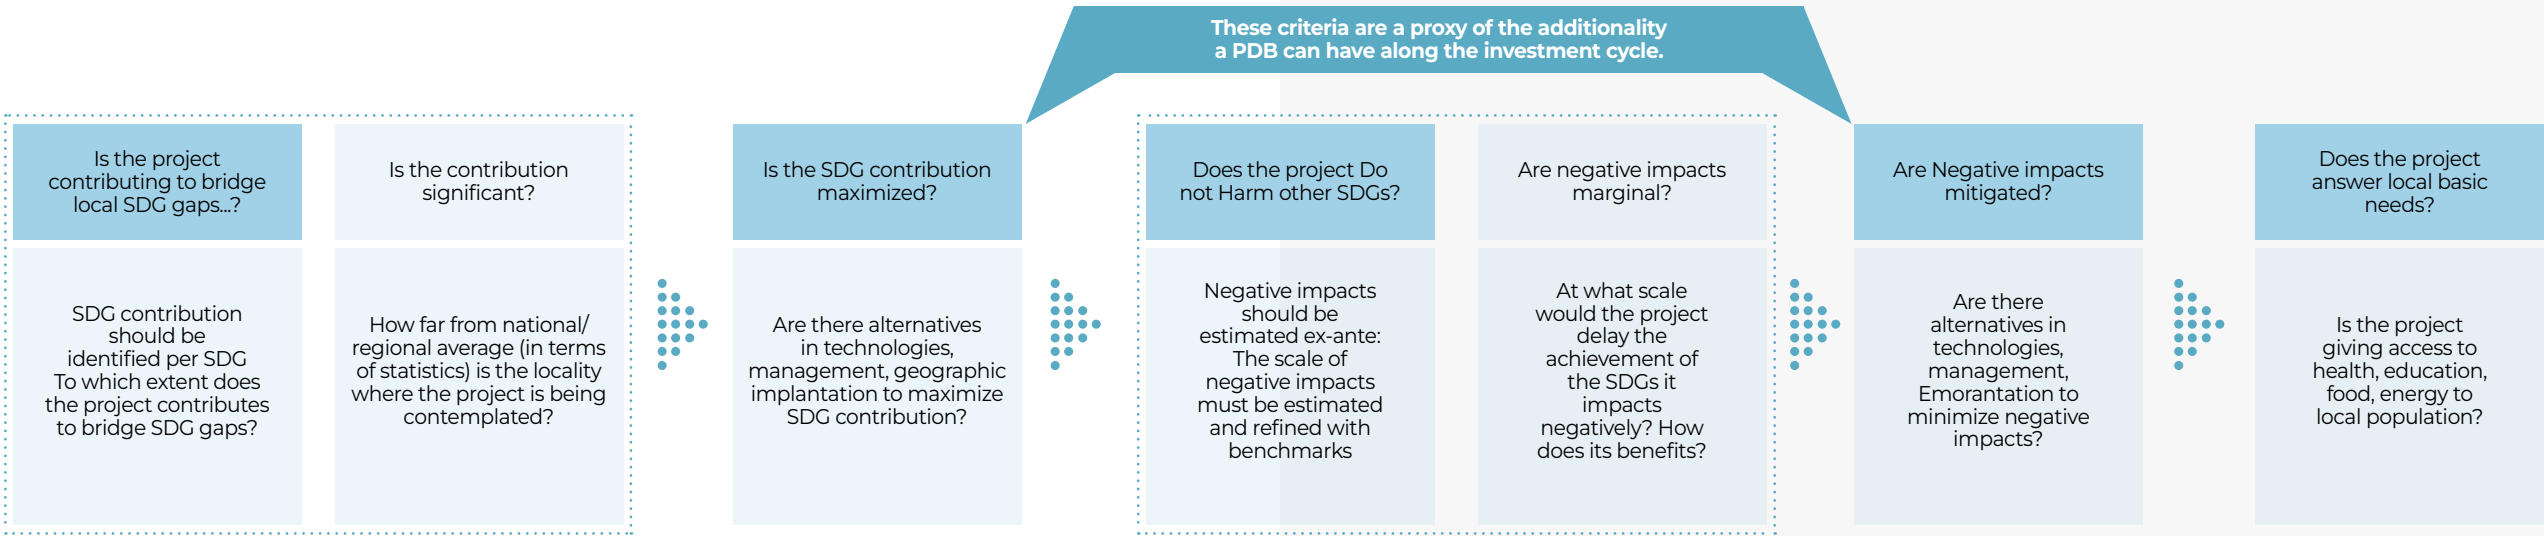 These criteria are a proxy of the additionality
a PDB can have along the investment cycle.
Is the project
contributing to bridge
local SDG gaps...?
SDG contribution
should be
identified per SDG
To which extent does
the project contributes
to bridge SDG gaps?
Is the contribution
significant?
How far from national/
regional average (in terms
of statistics) is the locality
where the project is being
contemplated?
Is the SDG contribution
maximized?
Are there alternatives
in technologies,
management, geographic
implantation to maximize
SDG contribution?
Does the project Do
not Harm other SDGs?
Negative impacts
should be
estimated ex-ante:
The scale of
negative impacts
must be estimated
and refined with
benchmarks
Are negative impacts
marginal?
At what scale
would the project
delay the
achievement of
the SDGs it
impacts
negatively? How
does its benefits?
Are Negative impacts
mitigated?
Are there
alternatives in
technologies,
management,
Emorantation to
minimize negative
impacts?
Does the project
answer local basic
needs?
Is the project
giving access to
health, education,
food, energy to
local population?